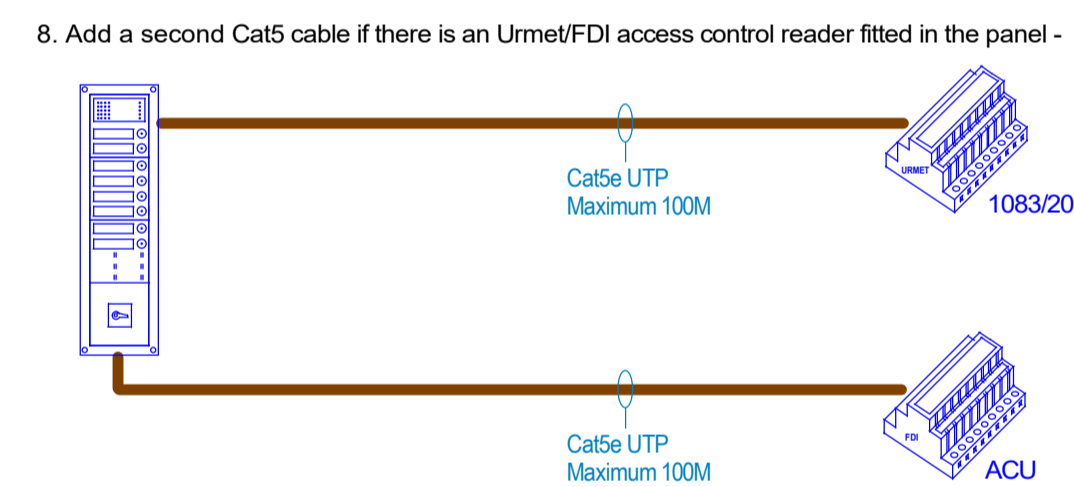 8. Add a second Cat5 cable if there is an Urmet/FDI access control reader fitted in the panel -
Cat5e UTP
Maximum 100M
URMET
1083/20
Cat5e UTP
Maximum 100M
FDI
ACU